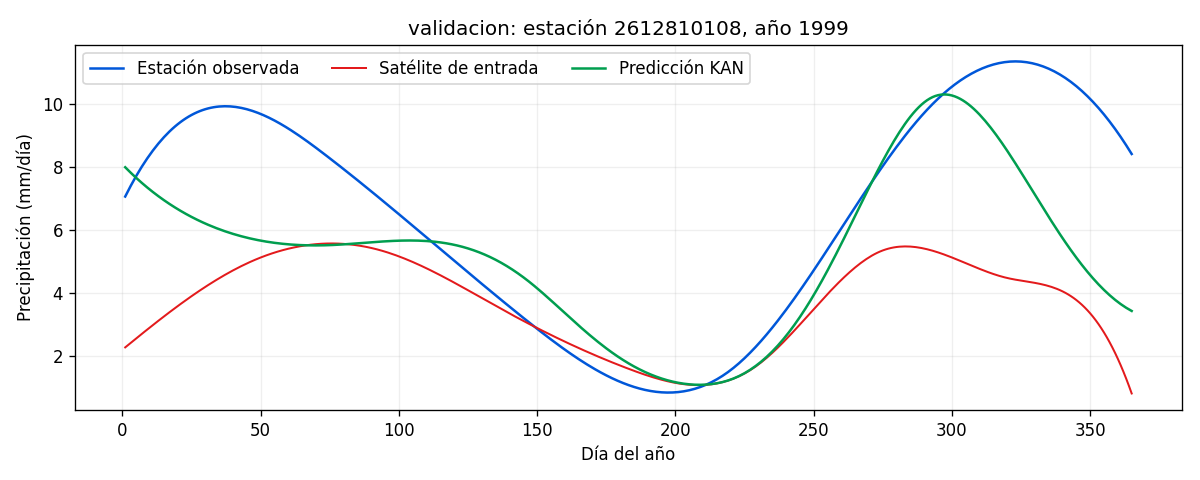 validacion: estación 2612810108, año 1999
Estación observada
Satélite de entrada
Predicción KAN
Precipitación (mm/día)
10
8
6
4
2
0
50
100
150
200
250
300
350
Día del año